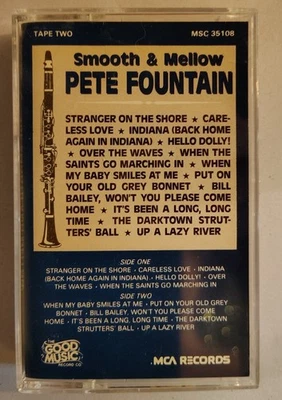 TAPE TWO MSC 35108
Smooth & Mellow
PETE FOUNTAIN
STRANGER ON THE SHORE ★ CARE-
LESS LOVE ★ INDIANA (BACK HOME
AGAIN IN INDIANA) ★ HELLO DOLLY!
★ OVER THE WAVES ★ WHEN THE
SAINTS GO MARCHING IN ★ WHEN
MY BABY SMILES AT ME ★ PUT ON
YOUR OLD GREY BONNET ★ BILL
BAILEY, WON'T YOU PLEASE COME
HOME ★ IT'S BEEN A LONG, LONG
TIME ★ THE DARKTOWN STRUT-
TERS' BALL ★ UP A LAZY RIVER
SIDE ONE
STRANGER ON THE SHORE · CARELESS LOVE · INDIANA
(BACK HOME AGAIN IN INDIANA) · HELLO DOLLY! · OVER
THE WAVES · WHEN THE SAINTS GO MARCHING IN
SIDE TWO
WHEN MY BABY SMILES AT ME · PUT ON YOUR OLD GREY
BONNET · BILL BAILEY, WON'T YOU PLEASE COME
HOME · IT'S BEEN A LONG, LONG TIME · THE DARKTOWN
STRUTTERS' BALL · UP A LAZY RIVER
THE
GOOD
MUSIC
RECORD CO
MCA RECORDS